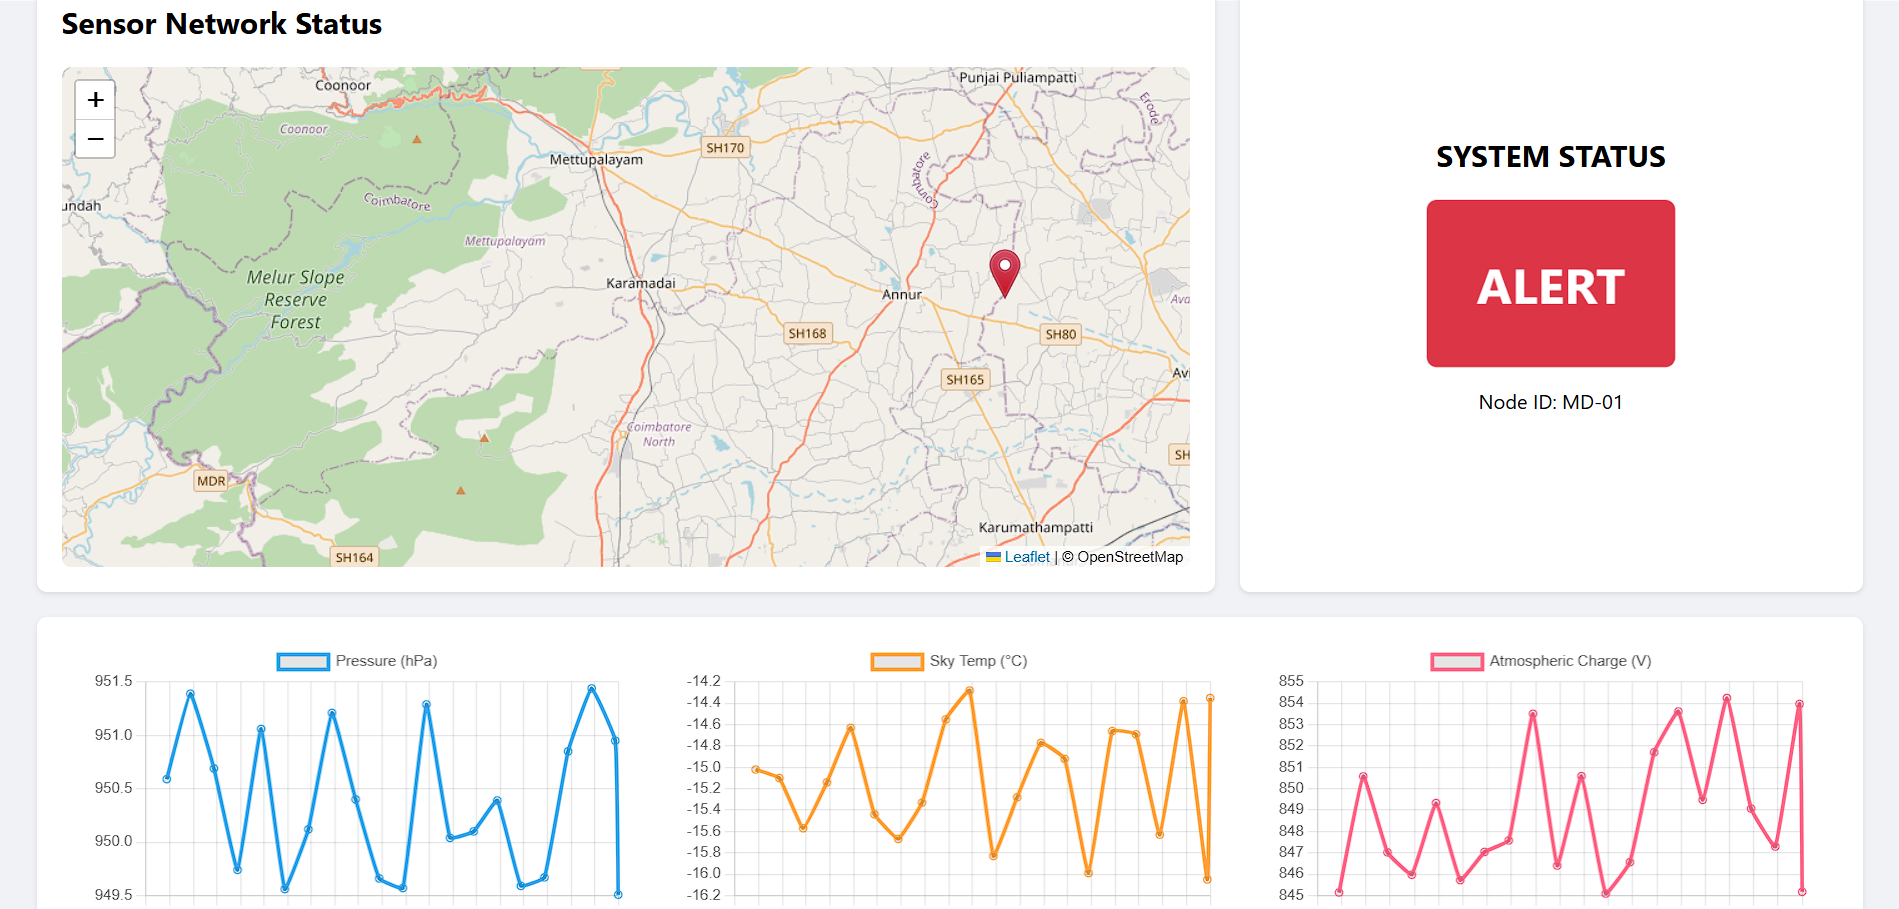 Sensor Network Status
+
−
Coonoor
Punjai Puliampatti
Erode
Coonoor
SH170
Mettupalayam
Coimbatore
Coimbatore
undah
Mettupalayam
Melur Slope
Reserve
Forest
Karamadai
Annur
Ava
SH168
SH80
SH165
Avi
Coimbatore
North
SH
MDR
Karumathampatti
SH164
Leaflet | © OpenStreetMap
SYSTEM STATUS
ALERT
Node ID: MD-01
Pressure (hPa)
951.5
951.0
950.5
950.0
949.5
Sky Temp (°C)
-14.2
-14.4
-14.6
-14.8
-15.0
-15.2
-15.4
-15.6
-15.8
-16.0
-16.2
Atmospheric Charge (V)
855
854
853
852
851
850
849
848
847
846
845